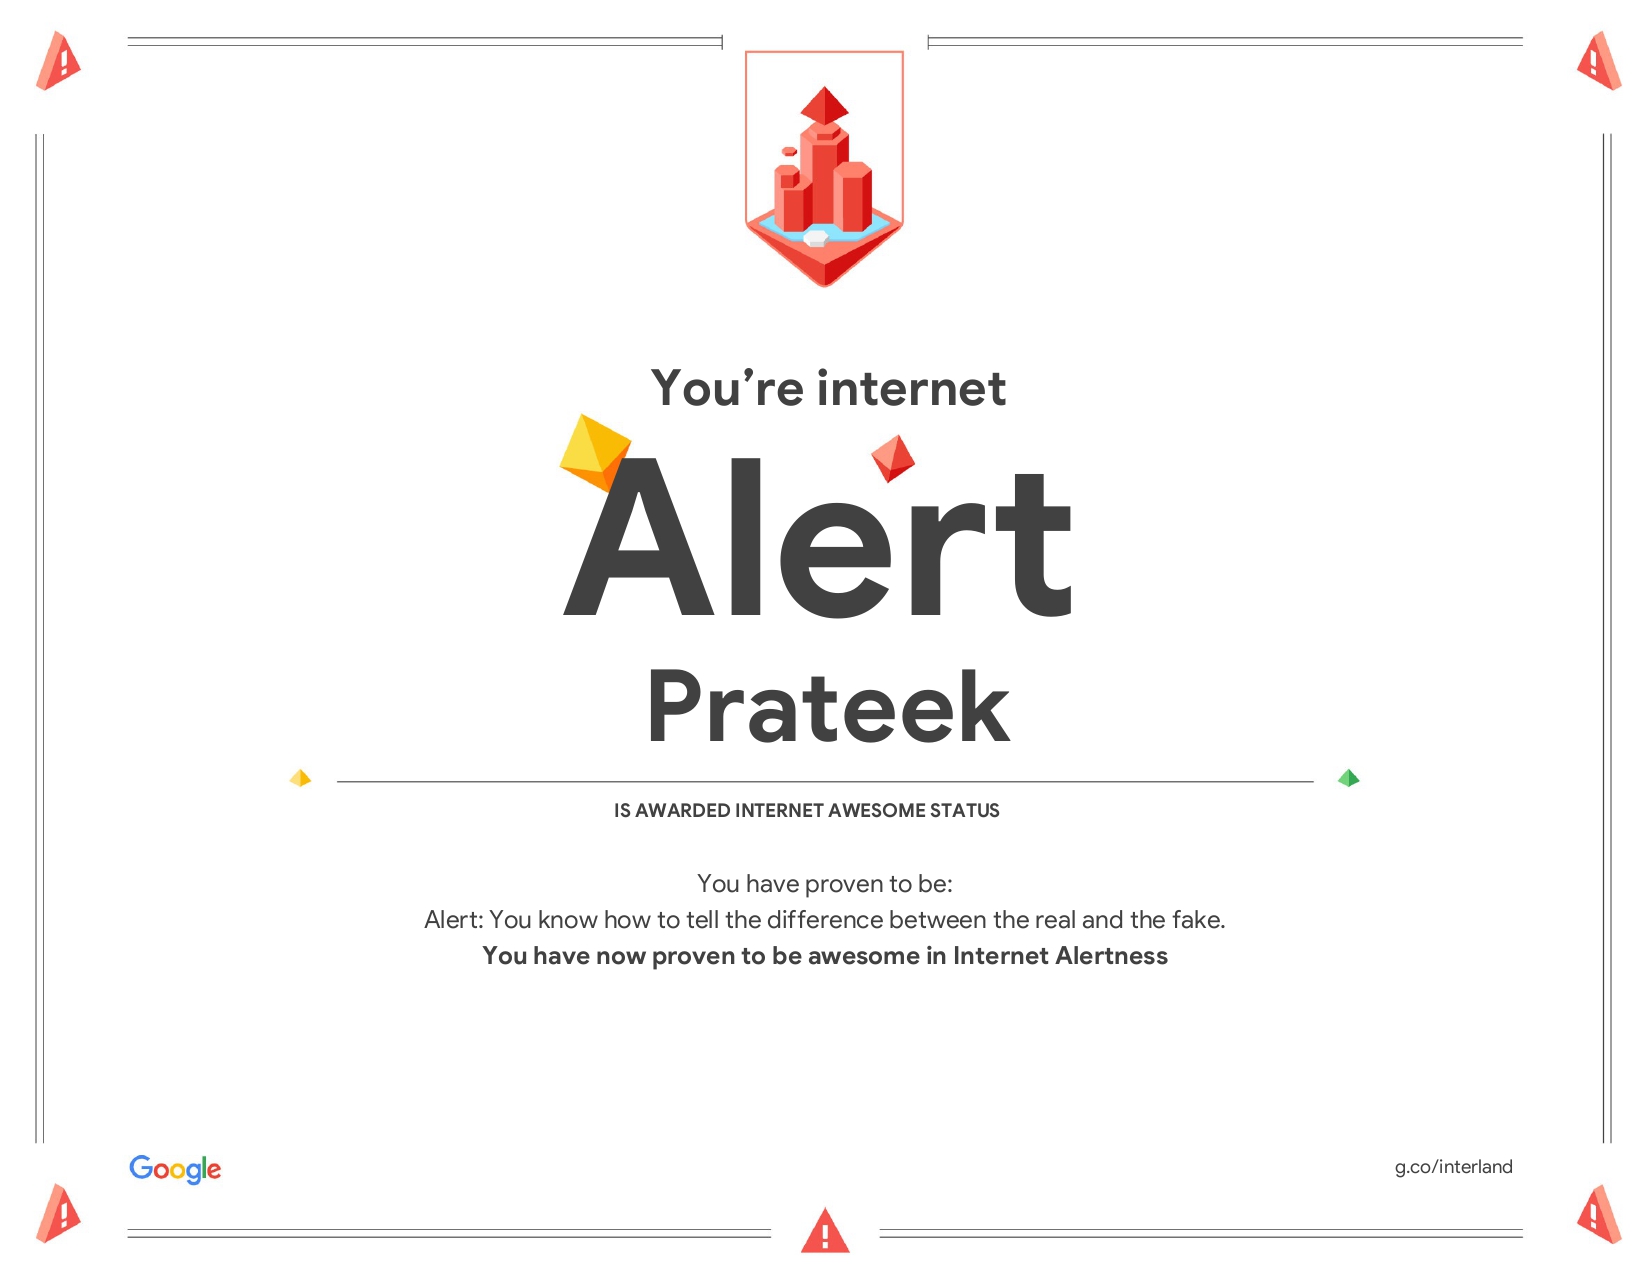 You’re internet
Alert
Prateek
IS AWARDED INTERNET AWESOME STATUS
You have proven to be:
Alert: You know how to tell the difference between the real and the fake.
You have now proven to be awesome in Internet Alertness
Google
g.co/interland